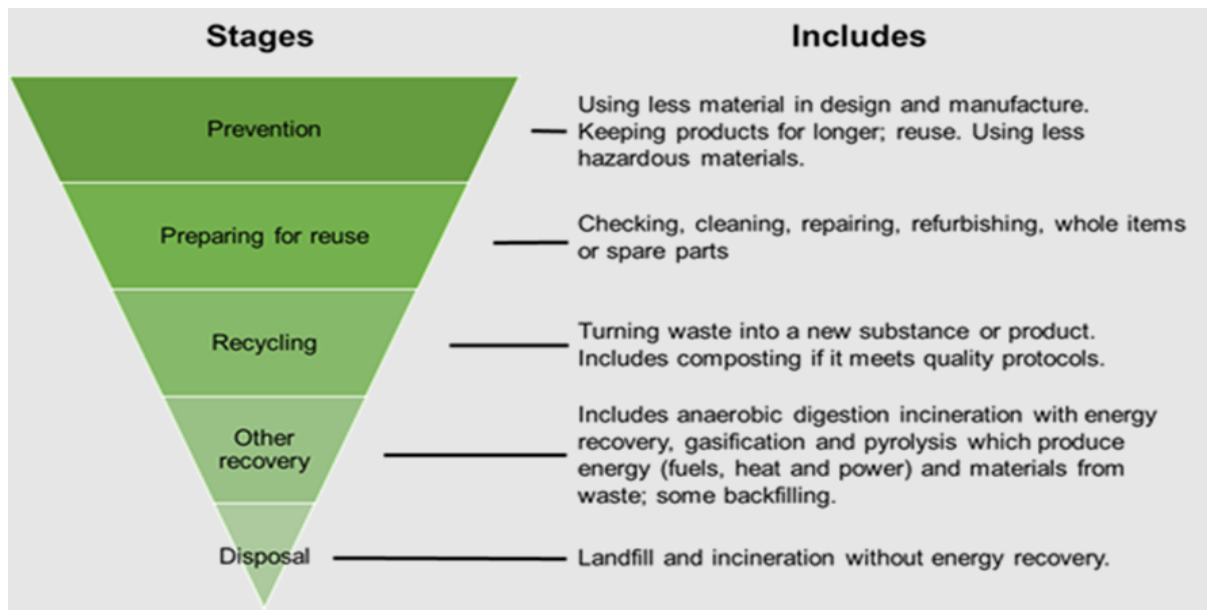 Stages
Includes
Prevention
Using less material in design and manufacture.
Keeping products for longer; reuse. Using less
hazardous materials.
Preparing for reuse
Checking, cleaning, repairing, refurbishing, whole items
or spare parts
Recycling
Turning waste into a new substance or product.
Includes composting if it meets quality protocols.
Other
recovery
Includes anaerobic digestion incineration with energy
recovery, gasification and pyrolysis which produce
energy (fuels, heat and power) and materials from
waste; some backfilling.
Disposal
Landfill and incineration without energy recovery.